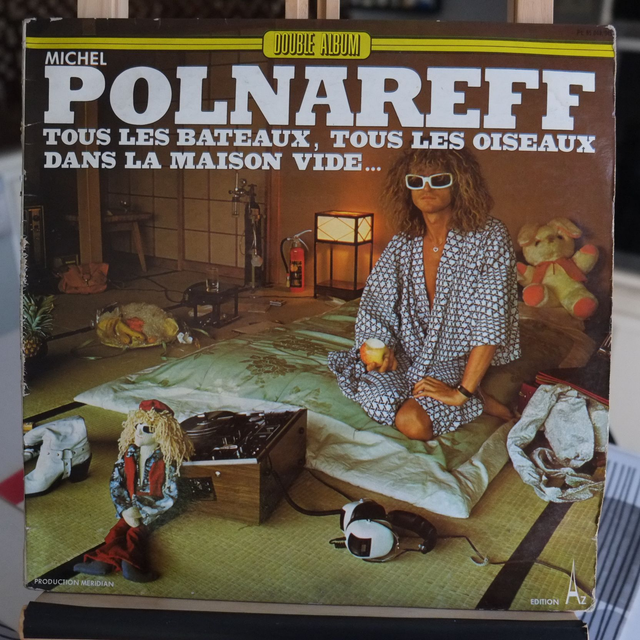 DOUBLE ALBUM
MICHEL
POLNAREFF
TOUS LES BATEAUX, TOUS LES OISEAUX
DANS LA MAISON VIDE...
PRODUCTION MERIDIAN
EDITION AZ